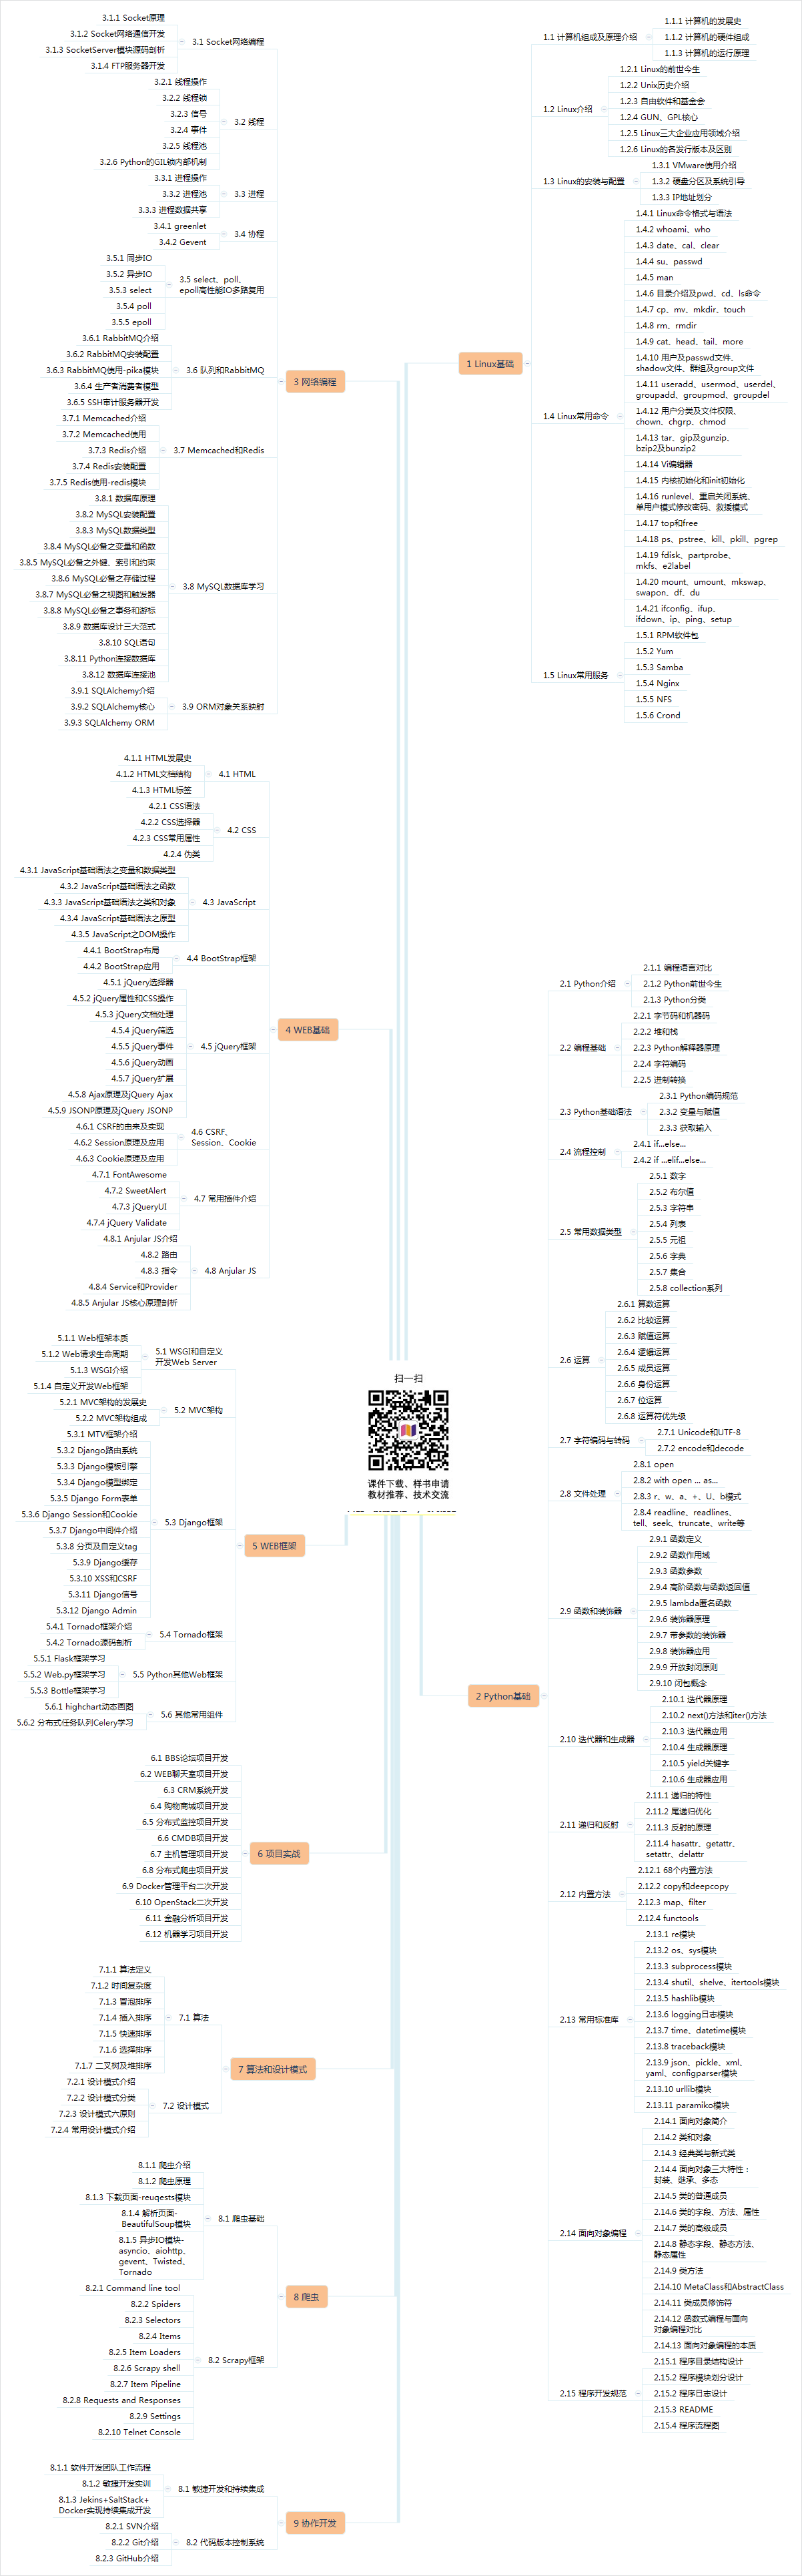 1 Linux基础
1.1 计算机组成及原理介绍
1.1.1 计算机的发展史
1.1.2 计算机的硬件组成
1.1.3 计算机的运行原理
1.2 Linux介绍
1.2.1 Linux的前世今生
1.2.2 Unix历史介绍
1.2.3 自由软件和基金会
1.2.4 GUN、GPL核心
1.2.5 Linux三大企业应用领域介绍
1.2.6 Linux的各发行版本及区别
1.3 Linux的安装与配置
1.3.1 VMware使用介绍
1.3.2 硬盘分区及系统引导
1.3.3 IP地址划分
1.4 Linux常用命令
1.4.1 Linux命令格式与语法
1.4.2 whoami、who
1.4.3 date、cal、clear
1.4.4 su、passwd
1.4.5 man
1.4.6 目录介绍及pwd、cd、ls命令
1.4.7 cp、mv、mkdir、touch
1.4.8 rm、rmdir
1.4.9 cat、head、tail、more
1.4.10 用户及passwd文件、
shadow文件、群组及group文件
1.4.11 useradd、usermod、userdel、
groupadd、groupmod、groupdel
1.4.12 用户分类及文件权限、
chown、chgrp、chmod
1.4.13 tar、gip及gunzip、
bzip2及bunzip2
1.4.14 Vi编辑器
1.4.15 内核初始化和init初始化
1.4.16 runlevel、重启关闭系统、
单用户模式修改密码、救援模式
1.4.17 top和free
1.4.18 ps、pstree、kill、pkill、pgrep
1.4.19 fdisk、partprobe、
mkfs、e2label
1.4.20 mount、umount、mkswap、
swapon、df、du
1.4.21 ifconfig、ifup、
ifdown、ip、ping、setup
1.5 Linux常用服务
1.5.1 RPM软件包
1.5.2 Yum
1.5.3 Samba
1.5.4 Nginx
1.5.5 NFS
1.5.6 Crond
2 Python基础
2.1 Python介绍
2.1.1 编程语言对比
2.1.2 Python前世今生
2.1.3 Python分类
2.2 编程基础
2.2.1 字节码和机器码
2.2.2 堆和栈
2.2.3 Python解释器原理
2.2.4 字符编码
2.2.5 进制转换
2.3 Python基础语法
2.3.1 Python编码规范
2.3.2 变量与赋值
2.3.3 获取输入
2.4 流程控制
2.4.1 if...else...
2.4.2 if ...elif...else...
2.5 常用数据类型
2.5.1 数字
2.5.2 布尔值
2.5.3 字符串
2.5.4 列表
2.5.5 元祖
2.5.6 字典
2.5.7 集合
2.5.8 collection系列
2.6 运算
2.6.1 算数运算
2.6.2 比较运算
2.6.3 赋值运算
2.6.4 逻辑运算
2.6.5 成员运算
2.6.6 身份运算
2.6.7 位运算
2.6.8 运算符优先级
2.7 字符编码与转码
2.7.1 Unicode和UTF-8
2.7.2 encode和decode
2.8 文件处理
2.8.1 open
2.8.2 with open ... as...
2.8.3 r、w、a、+、U、b模式
2.8.4 readline、readlines、
tell、seek、truncate、write等
2.9 函数和装饰器
2.9.1 函数定义
2.9.2 函数作用域
2.9.3 函数参数
2.9.4 高阶函数与函数返回值
2.9.5 lambda匿名函数
2.9.6 装饰器原理
2.9.7 带参数的装饰器
2.9.8 装饰器应用
2.9.9 开放封闭原则
2.9.10 闭包概念
2.10 迭代器和生成器
2.10.1 迭代器原理
2.10.2 next()方法和iter()方法
2.10.3 迭代器应用
2.10.4 生成器原理
2.10.5 yield关键字
2.10.6 生成器应用
2.11 递归和反射
2.11.1 递归的特性
2.11.2 尾递归优化
2.11.3 反射的原理
2.11.4 hasattr、getattr、
setattr、delattr
2.12 内置方法
2.12.1 68个内置方法
2.12.2 copy和deepcopy
2.12.3 map、filter
2.12.4 functools
2.13 常用标准库
2.13.1 re模块
2.13.2 os、sys模块
2.13.3 subprocess模块
2.13.4 shutil、shelve、itertools模块
2.13.5 hashlib模块
2.13.6 logging日志模块
2.13.7 time、datetime模块
2.13.8 traceback模块
2.13.9 json、pickle、xml、
yaml、configparser模块
2.13.10 urllib模块
2.13.11 paramiko模块
2.14 面向对象编程
2.14.1 面向对象简介
2.14.2 类和对象
2.14.3 经典类与新式类
2.14.4 面向对象三大特性：
封装、继承、多态
2.14.5 类的普通成员
2.14.6 类的字段、方法、属性
2.14.7 类的高级成员
2.14.8 静态字段、静态方法、
静态属性
2.14.9 类方法
2.14.10 MetaClass和AbstractClass
2.14.11 类成员修饰符
2.14.12 函数式编程与面向
对象编程对比
2.14.13 面向对象编程的本质
2.15 程序开发规范
2.15.1 程序目录结构设计
2.15.2 程序模块划分设计
2.15.2 程序日志设计
2.15.3 README
2.15.4 程序流程图
3 网络编程
3.1 Socket网络编程
3.1.1 Socket原理
3.1.2 Socket网络通信开发
3.1.3 SocketServer模块源码剖析
3.1.4 FTP服务器开发
3.2 线程
3.2.1 线程操作
3.2.2 线程锁
3.2.3 信号
3.2.4 事件
3.2.5 线程池
3.2.6 Python的GIL锁内部机制
3.3 进程
3.3.1 进程操作
3.3.2 进程池
3.3.3 进程数据共享
3.4 协程
3.4.1 greenlet
3.4.2 Gevent
3.5 select、poll、
epoll高性能IO多路复用
3.5.1 同步IO
3.5.2 异步IO
3.5.3 select
3.5.4 poll
3.5.5 epoll
3.6 队列和RabbitMQ
3.6.1 RabbitMQ介绍
3.6.2 RabbitMQ安装配置
3.6.3 RabbitMQ使用-pika模块
3.6.4 生产者消费者模型
3.6.5 SSH审计服务器开发
3.7 Memcached和Redis
3.7.1 Memcached介绍
3.7.2 Memcached使用
3.7.3 Redis介绍
3.7.4 Redis安装配置
3.7.5 Redis使用-redis模块
3.8 MySQL数据库学习
3.8.1 数据库原理
3.8.2 MySQL安装配置
3.8.3 MySQL数据类型
3.8.4 MySQL必备之变量和函数
3.8.5 MySQL必备之外键、索引和约束
3.8.6 MySQL必备之存储过程
3.8.7 MySQL必备之视图和触发器
3.8.8 MySQL必备之事务和游标
3.8.9 数据库设计三大范式
3.8.10 SQL语句
3.8.11 Python连接数据库
3.8.12 数据库连接池
3.9 ORM对象关系映射
3.9.1 SQLAlchemy介绍
3.9.2 SQLAlchemy核心
3.9.3 SQLAlchemy ORM
4 WEB基础
4.1 HTML
4.1.1 HTML发展史
4.1.2 HTML文档结构
4.1.3 HTML标签
4.2 CSS
4.2.1 CSS语法
4.2.2 CSS选择器
4.2.3 CSS常用属性
4.2.4 伪类
4.3 JavaScript
4.3.1 JavaScript基础语法之变量和数据类型
4.3.2 JavaScript基础语法之函数
4.3.3 JavaScript基础语法之类和对象
4.3.4 JavaScript基础语法之原型
4.3.5 JavaScript之DOM操作
4.4 BootStrap框架
4.4.1 BootStrap布局
4.4.2 BootStrap应用
4.5 jQuery框架
4.5.1 jQuery选择器
4.5.2 jQuery属性和CSS操作
4.5.3 jQuery文档处理
4.5.4 jQuery筛选
4.5.5 jQuery事件
4.5.6 jQuery动画
4.5.7 jQuery扩展
4.5.8 Ajax原理及jQuery Ajax
4.5.9 JSONP原理及jQuery JSONP
4.6 CSRF、
Session、Cookie
4.6.1 CSRF的由来及实现
4.6.2 Session原理及应用
4.6.3 Cookie原理及应用
4.7 常用插件介绍
4.7.1 FontAwesome
4.7.2 SweetAlert
4.7.3 jQueryUI
4.7.4 jQuery Validate
4.8 Anjular JS
4.8.1 Anjular JS介绍
4.8.2 路由
4.8.3 指令
4.8.4 Service和Provider
4.8.5 Anjular JS核心原理剖析
扫一扫
课件下载、样书申请
教材推荐、技术交流
5 WEB框架
5.1 WSGI和自定义
开发Web Server
5.1.1 Web框架本质
5.1.2 Web请求生命周期
5.1.3 WSGI介绍
5.1.4 自定义开发Web框架
5.2 MVC架构
5.2.1 MVC架构的发展史
5.2.2 MVC架构组成
5.3 Django框架
5.3.1 MTV框架介绍
5.3.2 Django路由系统
5.3.3 Django模板引擎
5.3.4 Django模型绑定
5.3.5 Django Form表单
5.3.6 Django Session和Cookie
5.3.7 Django中间件介绍
5.3.8 分页及自定义tag
5.3.9 Django缓存
5.3.10 XSS和CSRF
5.3.11 Django信号
5.3.12 Django Admin
5.4 Tornado框架
5.4.1 Tornado框架介绍
5.4.2 Tornado源码剖析
5.5 Python其他Web框架
5.5.1 Flask框架学习
5.5.2 Web.py框架学习
5.5.3 Bottle框架学习
5.6 其他常用组件
5.6.1 highchart动态画图
5.6.2 分布式任务队列Celery学习
6 项目实战
6.1 BBS论坛项目开发
6.2 WEB聊天室项目开发
6.3 CRM系统开发
6.4 购物商城项目开发
6.5 分布式监控项目开发
6.6 CMDB项目开发
6.7 主机管理项目开发
6.8 分布式爬虫项目开发
6.9 Docker管理平台二次开发
6.10 OpenStack二次开发
6.11 金融分析项目开发
6.12 机器学习项目开发
7 算法和设计模式
7.1 算法
7.1.1 算法定义
7.1.2 时间复杂度
7.1.3 冒泡排序
7.1.4 插入排序
7.1.5 快速排序
7.1.6 选择排序
7.1.7 二叉树及堆排序
7.2 设计模式
7.2.1 设计模式介绍
7.2.2 设计模式分类
7.2.3 设计模式六原则
7.2.4 常用设计模式介绍
8 爬虫
8.1 爬虫基础
8.1.1 爬虫介绍
8.1.2 爬虫原理
8.1.3 下载页面-reuqests模块
8.1.4 解析页面-
BeautifulSoup模块
8.1.5 异步IO模块-
asyncio、aiohttp、
gevent、Twisted、
Tornado
8.2 Scrapy框架
8.2.1 Command line tool
8.2.2 Spiders
8.2.3 Selectors
8.2.4 Items
8.2.5 Item Loaders
8.2.6 Scrapy shell
8.2.7 Item Pipeline
8.2.8 Requests and Responses
8.2.9 Settings
8.2.10 Telnet Console
9 协作开发
8.1 敏捷开发和持续集成
8.1.1 软件开发团队工作流程
8.1.2 敏捷开发实训
8.1.3 Jekins+SaltStack+
Docker实现持续集成开发
8.2 代码版本控制系统
8.2.1 SVN介绍
8.2.2 Git介绍
8.2.3 GitHub介绍